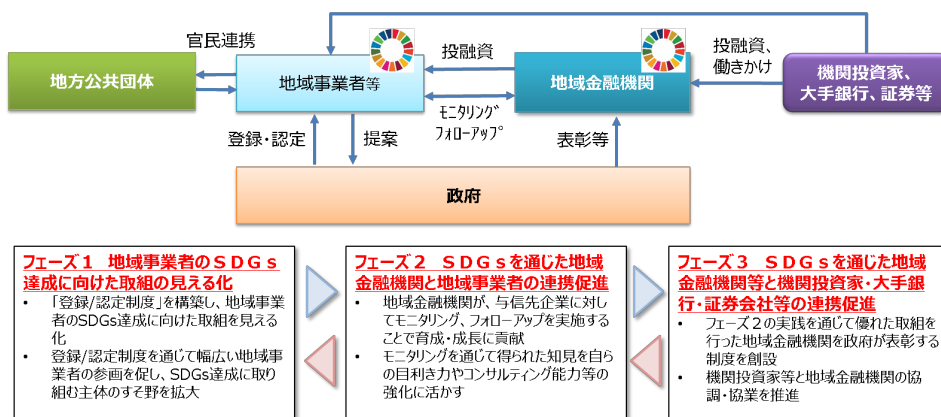 官民連携
投融資
投融資、
働きかけ
地方公共団体
地域事業者等
地域金融機関
機関投資家、
大手銀行、証券等
モニタリング
フォローアップ
登録・認定
提案
表彰等
政府
フェーズ1 地域事業者のSDGs
達成に向けた取組の見える化
• 「登録/認定制度」を構築し、地域事業
者のSDGs達成に向けた取組を見える
化
• 登録/認定制度を通じて幅広い地域事
業者の参画を促し、SDGs達成に取り
組む主体のすそ野を拡大
フェーズ2 SDGsを通じた地域
金融機関と地域事業者の連携促進
• 地域金融機関が、与信先企業に対し
てモニタリング、フォローアップを実施するこ
とで育成・成長に貢献
• モニタリングを通じて得られた知見を自ら
の目利き力やコンサルティング能力等の
強化に活かす
フェーズ3 SDGsを通じた地域
金融機関等と機関投資家・大手銀
行・証券会社等の連携促進
• フェーズ2の実践を通じて優れた取組を
行った地域金融機関を政府が表彰する
制度を創設
• 機関投資家等と地域金融機関の協
調・協業を推進